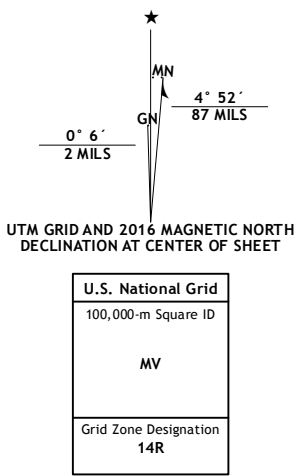 ★
MN
GN
4° 52´
87 MILS
0° 6´
2 MILS
UTM GRID AND 2016 MAGNETIC NORTH
DECLINATION AT CENTER OF SHEET
U.S. National Grid
100,000-m Square ID
MV
Grid Zone Designation
14R